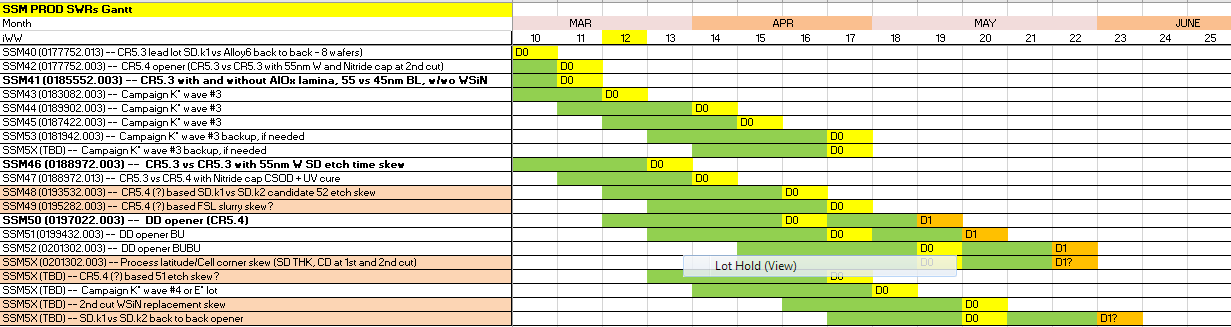 SSM PROD SWRs Gantt
Month MAR APR MAY JUNE
iWW 10 11 12 13 14 15 16 17 18 19 20 21 22 23 24 25
SSM40 (0177752.013) -- CR5.3 lead lot SD.k1 vs Alloy6 back to back - 8 wafers) D0
SSM42 (0177752.003) -- CR5.4 opener (CR5.3 vs CR5.3 with 55nm W and Nitride cap at 2nd cut) D0
SSM41 (0185552.003) -- CR5.3 with and without AlOx lamina, 55 vs 45nm BL, w/wo WSiN D0
SSM43 (0183082.003) -- Campaign K" wave #3 D0
SSM44 (0189902.003) -- Campaign K" wave #3 D0
SSM45 (0187422.003) -- Campaign K" wave #3 D0
SSM53 (0181942.003) -- Campaign K" wave #3 backup, if needed D0
SSM5X (TBD) -- Campaign K" wave #3 backup, if needed D0
SSM46 (0188972.003) -- CR5.3 vs CR5.3 with 55nm W SD etch time skew D0
SSM47 (0188972.013) -- CR5.3 vs CR5.4 with Nitride cap CSOD + UV cure D0
SSM48 (0193532.003) -- CR5.4 (?) based SD.k1 vs SD.k2 candidate 52 etch skew D0
SSM49 (0195282.003) -- CR5.4 (?) based FSL slurry skew? D0
SSM50 (0197022.003) -- DD opener (CR5.4) D0 D1
SSM51 (0199432.003) -- DD opener BU D0 D1
SSM52 (0201302.003) -- DD opener BUBU D0 D1
SSM5X (0201302.003) -- Process latitude/Cell corner skew (SD THK, CD at 1st and 2nd cut) D0 D1?
Lot Hold (View)
SSM5X (TBD) -- CR5.4 (?) based 51 etch skew? D0
SSM5X (TBD) -- Campaign K" wave #4 or E" lot D0
SSM5X (TBD) -- 2nd cut WSiN replacement skew D0
SSM5X (TBD) -- SD.k1 vs SD.k2 back to back opener D0 D1?